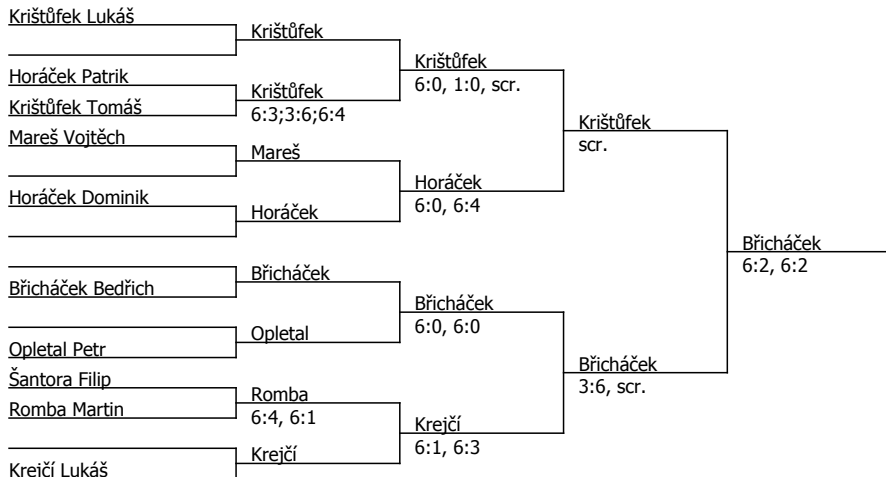 Krištůfek Lukáš
Krištůfek
Krištůfek
6:0, 1:0, scr.
Horáček Patrik
Krištůfek
6:3;3:6;6:4
Krištůfek Tomáš
Krištůfek
scr.
Mareš Vojtěch
Mareš
Horáček
6:0, 6:4
Horáček Dominik
Horáček
Břicháček
6:2, 6:2
Břicháček
Břicháček Bedřich
Břicháček
6:0, 6:0
Opletal
Opletal Petr
Břicháček
3:6, scr.
Šantora Filip
Romba
6:4, 6:1
Romba Martin
Krejčí
6:1, 6:3
Krejčí
Krejčí Lukáš